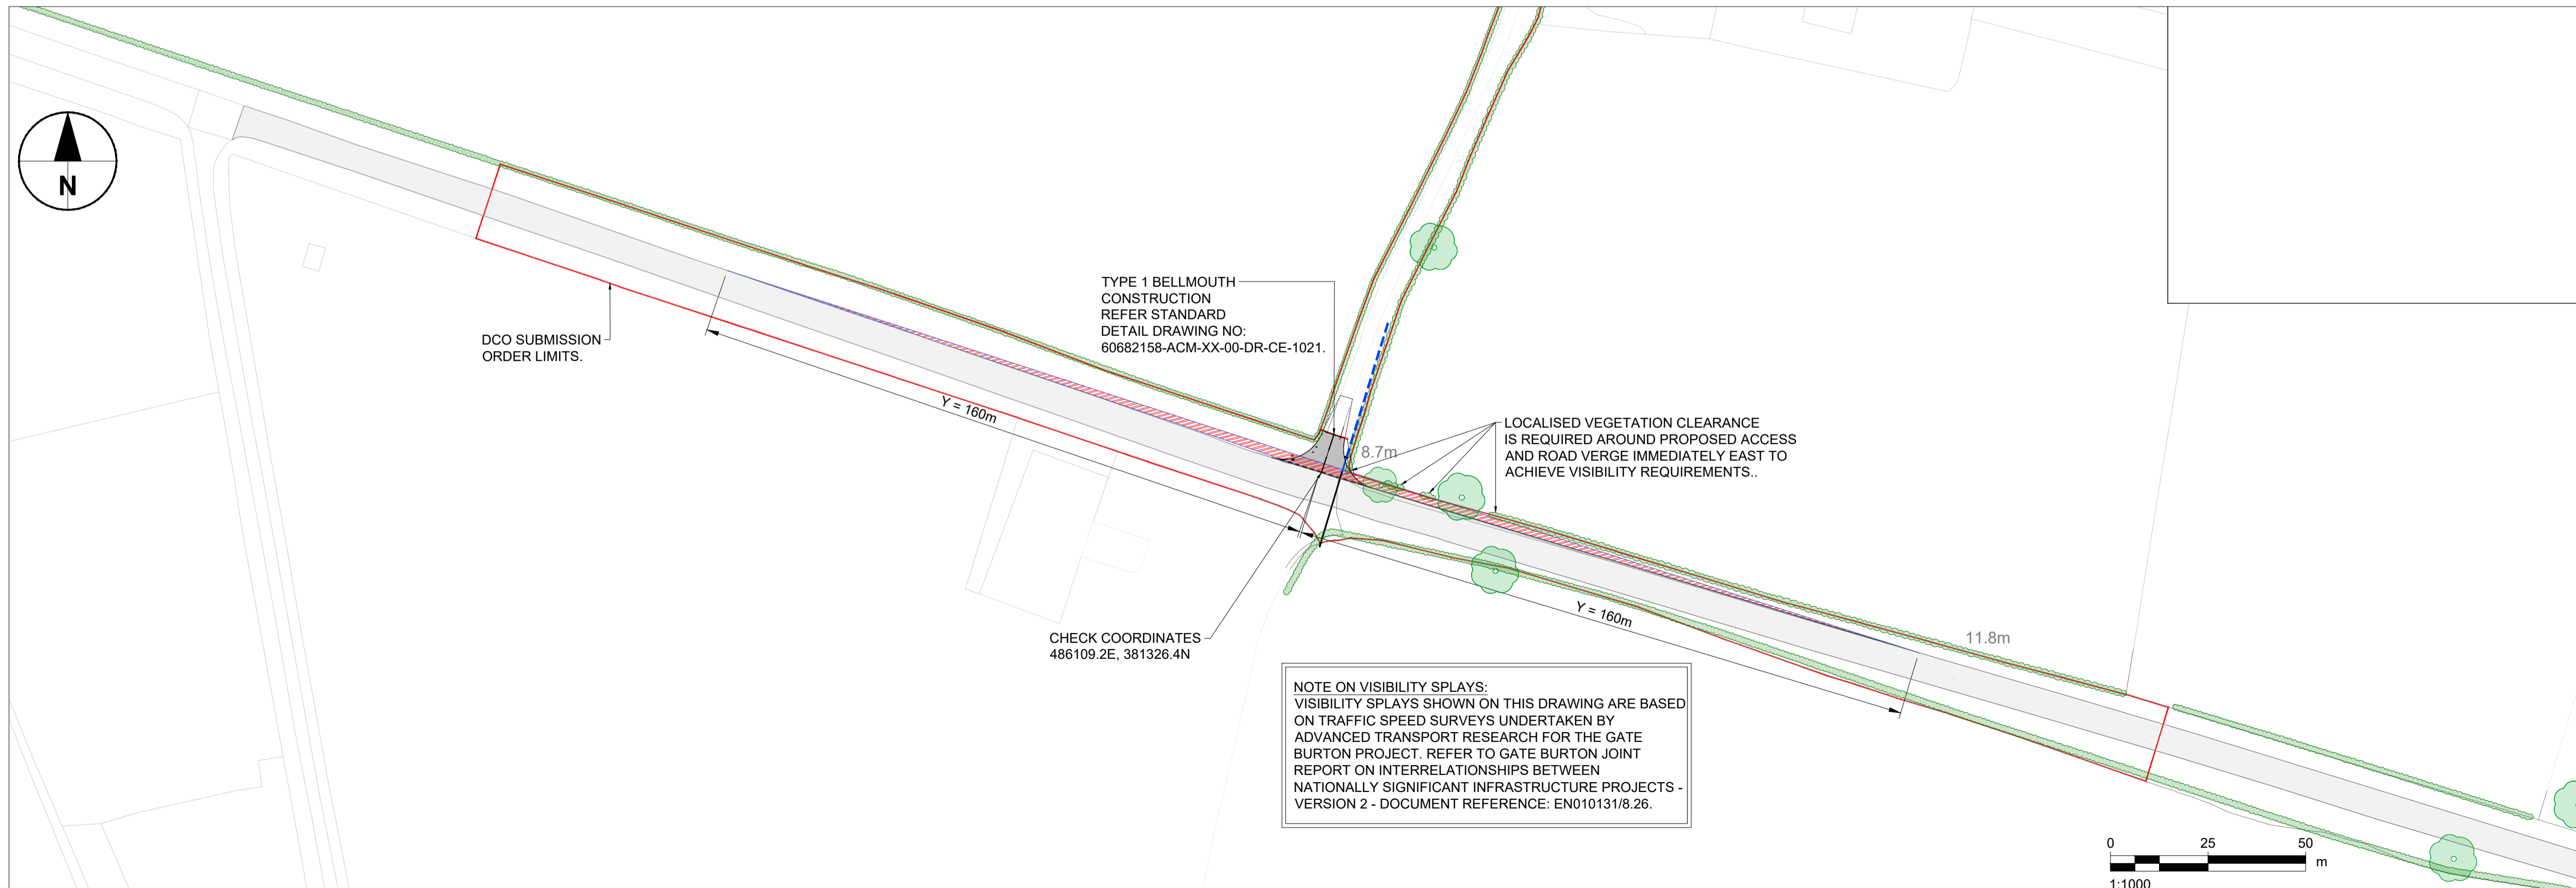 N
TYPE 1 BELLMOUTH
CONSTRUCTION
REFER STANDARD
DETAIL DRAWING NO:
60682158-ACM-XX-00-DR-CE-1021.
DCO SUBMISSION
ORDER LIMITS.
Y = 160m
8.7m
LOCALISED VEGETATION CLEARANCE
IS REQUIRED AROUND PROPOSED ACCESS
AND ROAD VERGE IMMEDIATELY EAST TO
ACHIEVE VISIBILITY REQUIREMENTS..
Y = 160m
11.8m
CHECK COORDINATES
486109.2E, 381326.4N
NOTE ON VISIBILITY SPLAYS:
VISIBILITY SPLAYS SHOWN ON THIS DRAWING ARE BASED
ON TRAFFIC SPEED SURVEYS UNDERTAKEN BY
ADVANCED TRANSPORT RESEARCH FOR THE GATE
BURTON PROJECT. REFER TO GATE BURTON JOINT
REPORT ON INTERRELATIONSHIPS BETWEEN
NATIONALLY SIGNIFICANT INFRASTRUCTURE PROJECTS -
VERSION 2 - DOCUMENT REFERENCE: EN010131/8.26.
0 25 50
m
1:1000